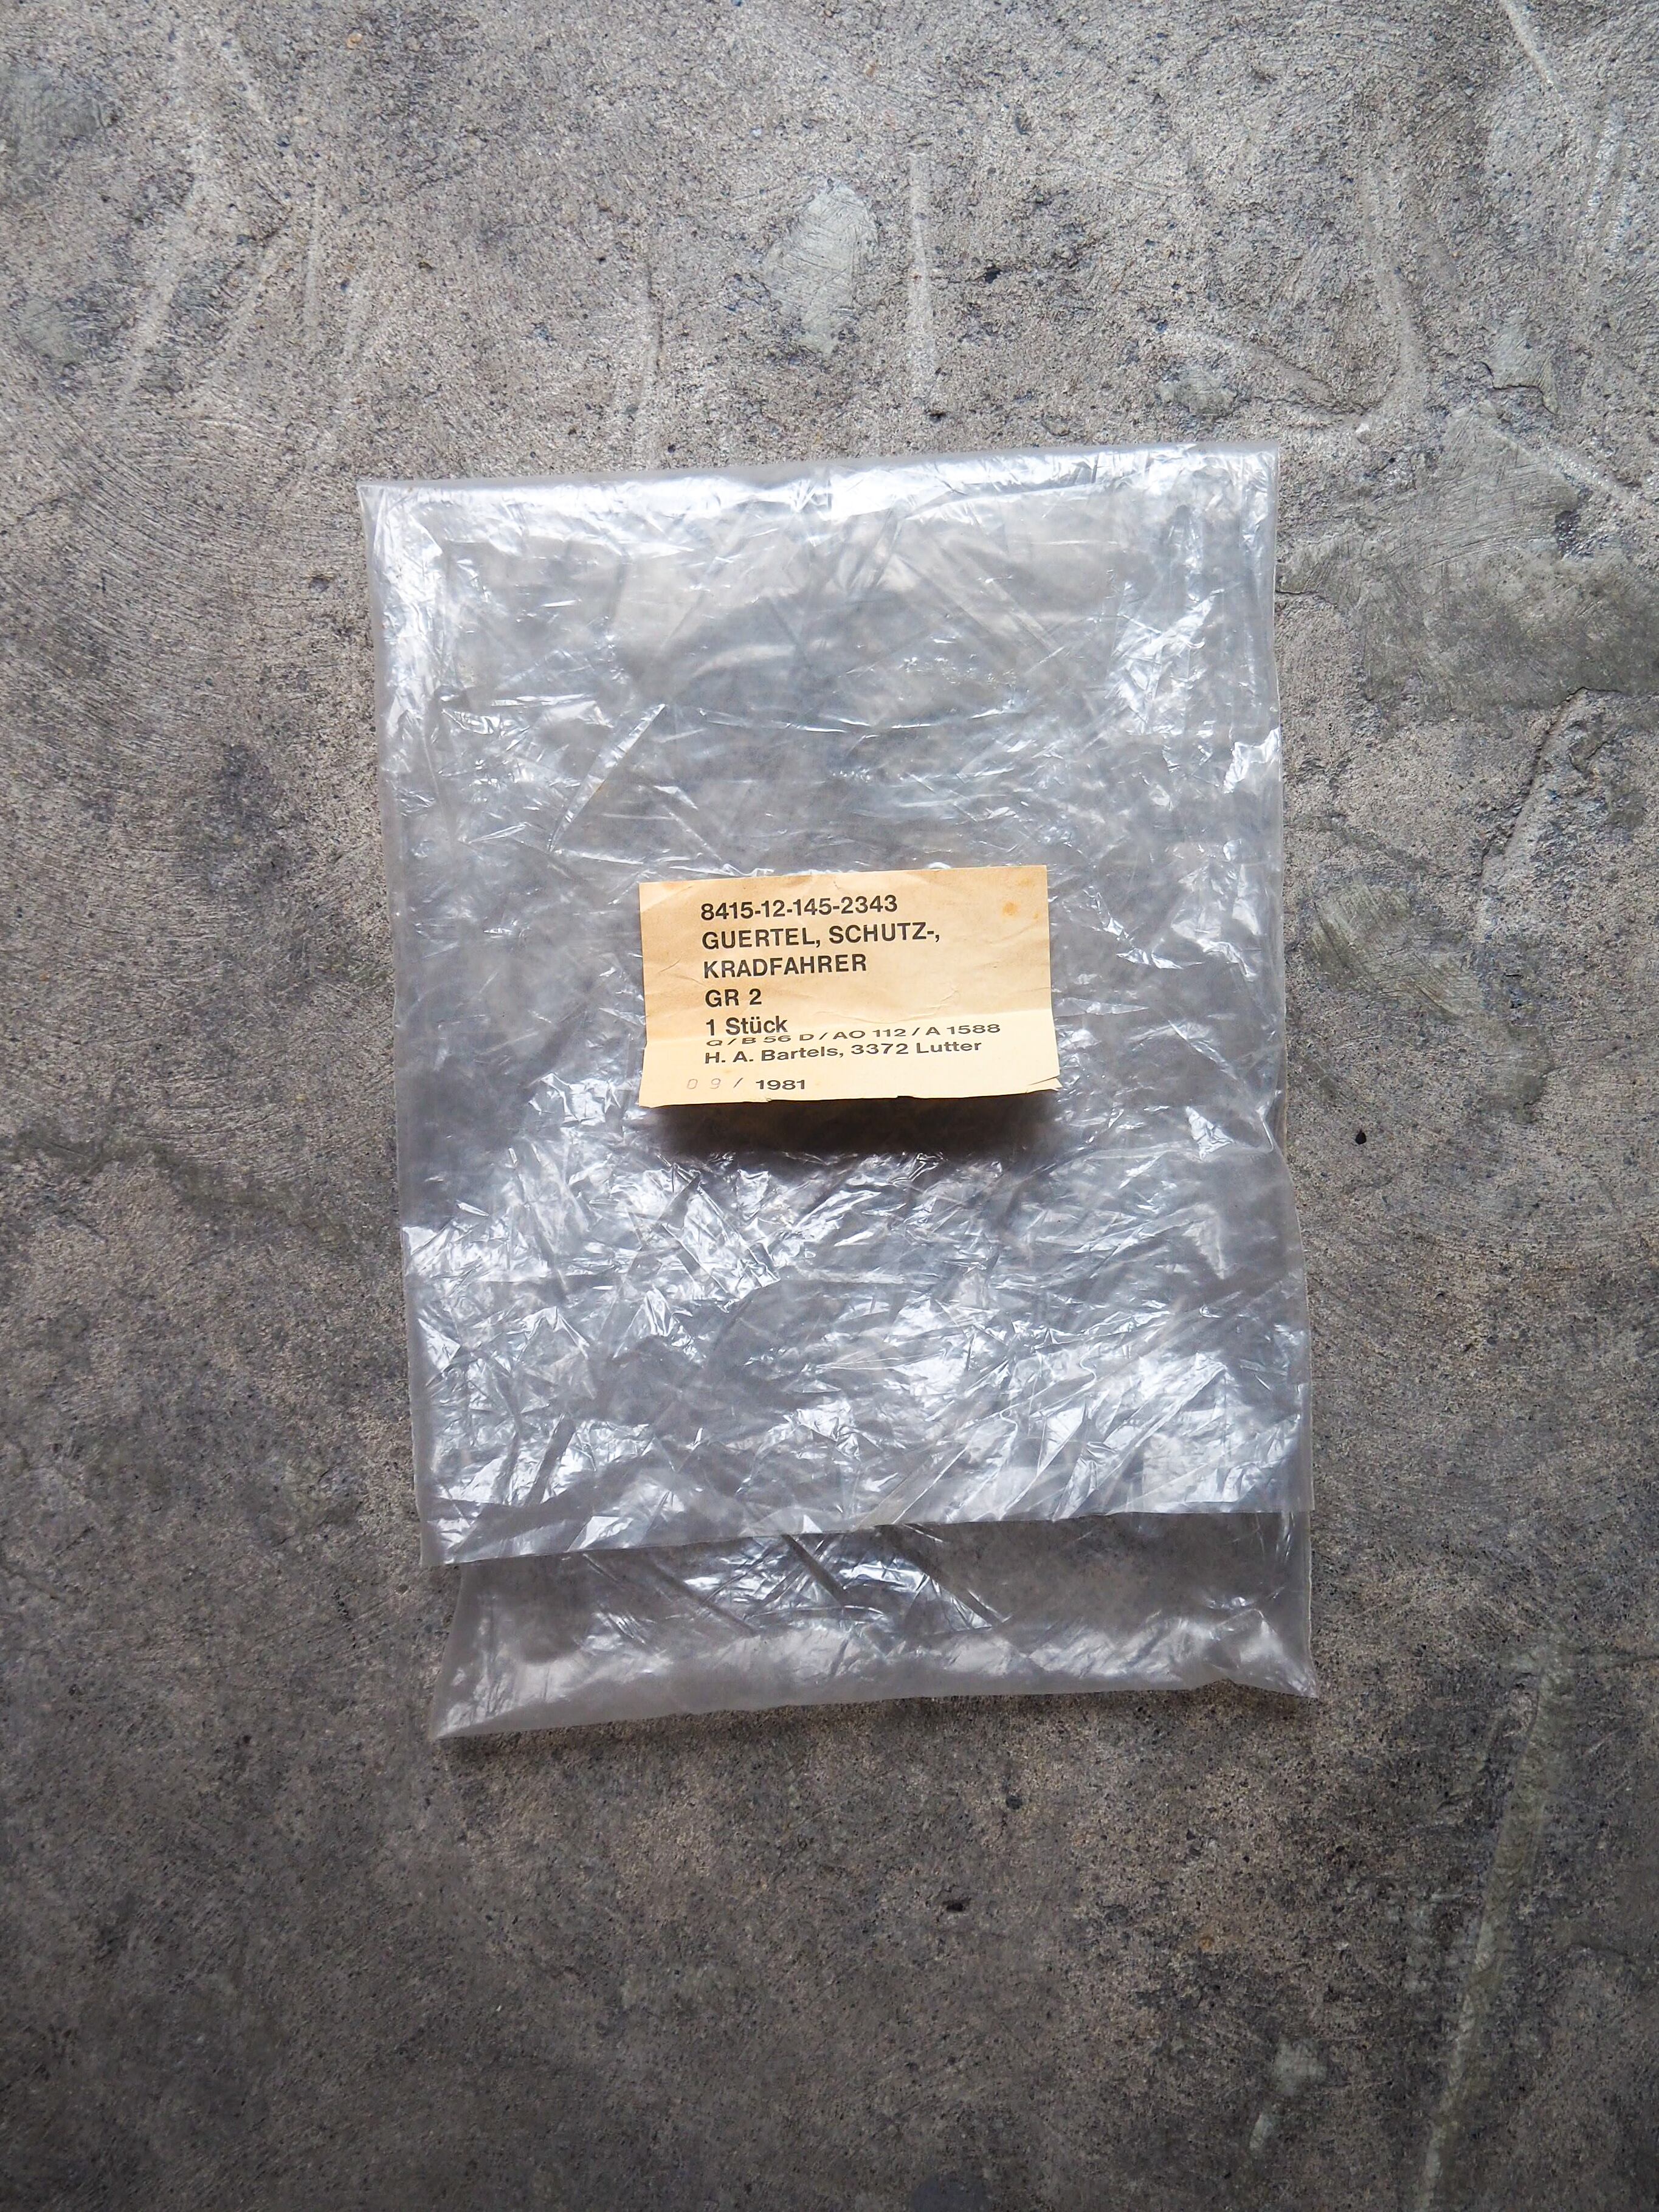 8415-12-145-2343
GUERTEL, SCHUTZ-,
KRADFAHRER
GR 2
1 Stück
Q/B 56 D/AO 112/A 1588
H. A. Bartels, 3372 Lutter
09/ 1981